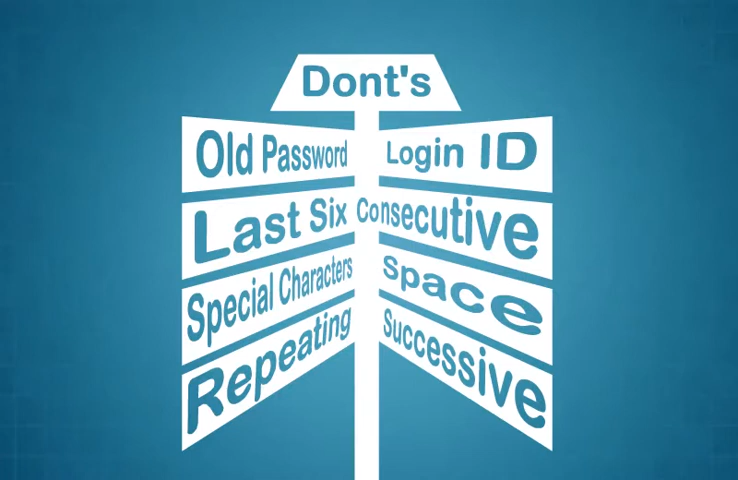 Dont's
Old Password
Login ID
Last Six
Consecutive
Special Characters
Space
Repeating
Successive